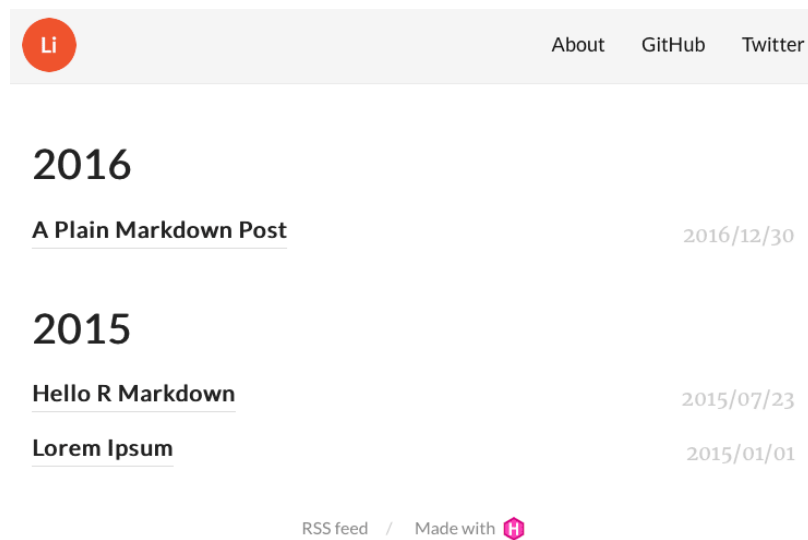 Li About GitHub Twitter
2016
A Plain Markdown Post 2016/12/30
2015
Hello R Markdown 2015/07/23
Lorem Ipsum 2015/01/01
RSS feed / Made with H